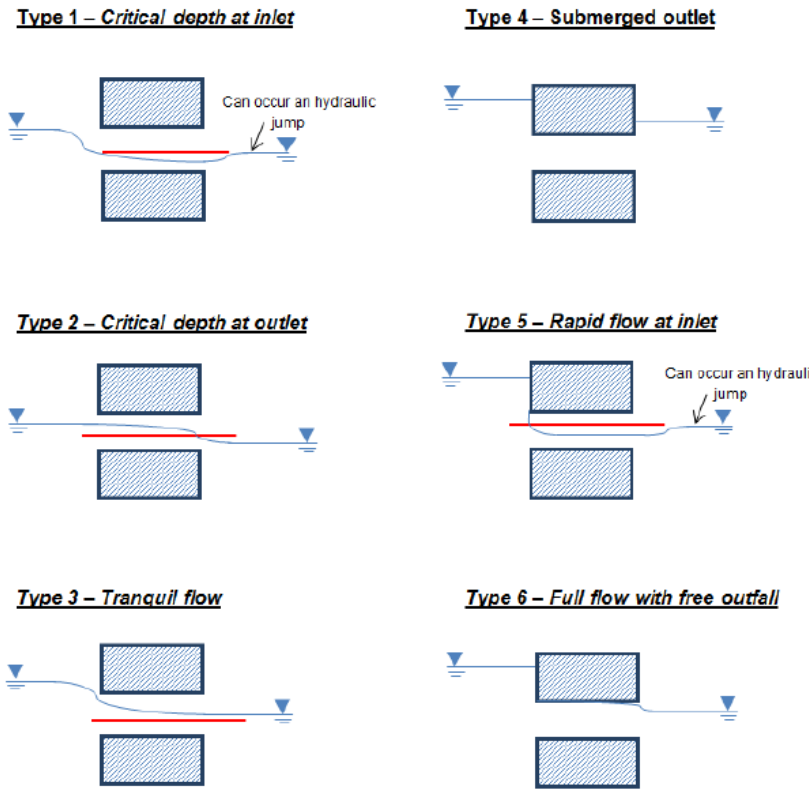 Type 1 – Critical depth at inlet
Can occur an hydraulic
jump
Type 4 – Submerged outlet
Type 2 – Critical depth at outlet
Type 5 – Rapid flow at inlet
Can occur an hydrauli
jump
Type 3 – Tranquil flow
Type 6 – Full flow with free outfall